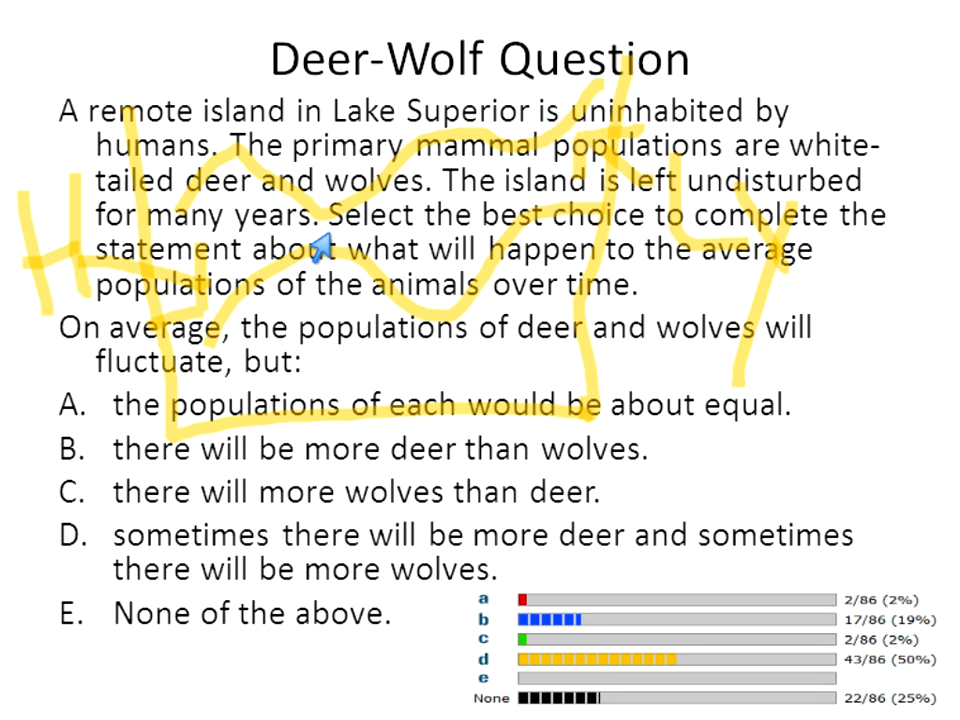 Deer-Wolf Question
A remote island in Lake Superior is uninhabited by
humans. The primary mammal populations are white-
tailed deer and wolves. The island is left undisturbed
for many years. Select the best choice to complete the
statement about what will happen to the average
populations of the animals over time.
On average, the populations of deer and wolves will
fluctuate, but:
A. the populations of each would be about equal.
B. there will be more deer than wolves.
C. there will more wolves than deer.
D. sometimes there will be more deer and sometimes
there will be more wolves.
E. None of the above.
a 2/86 (2%)
b 17/86 (19%)
c 2/86 (2%)
d 43/86 (50%)
e
None 22/86 (25%)